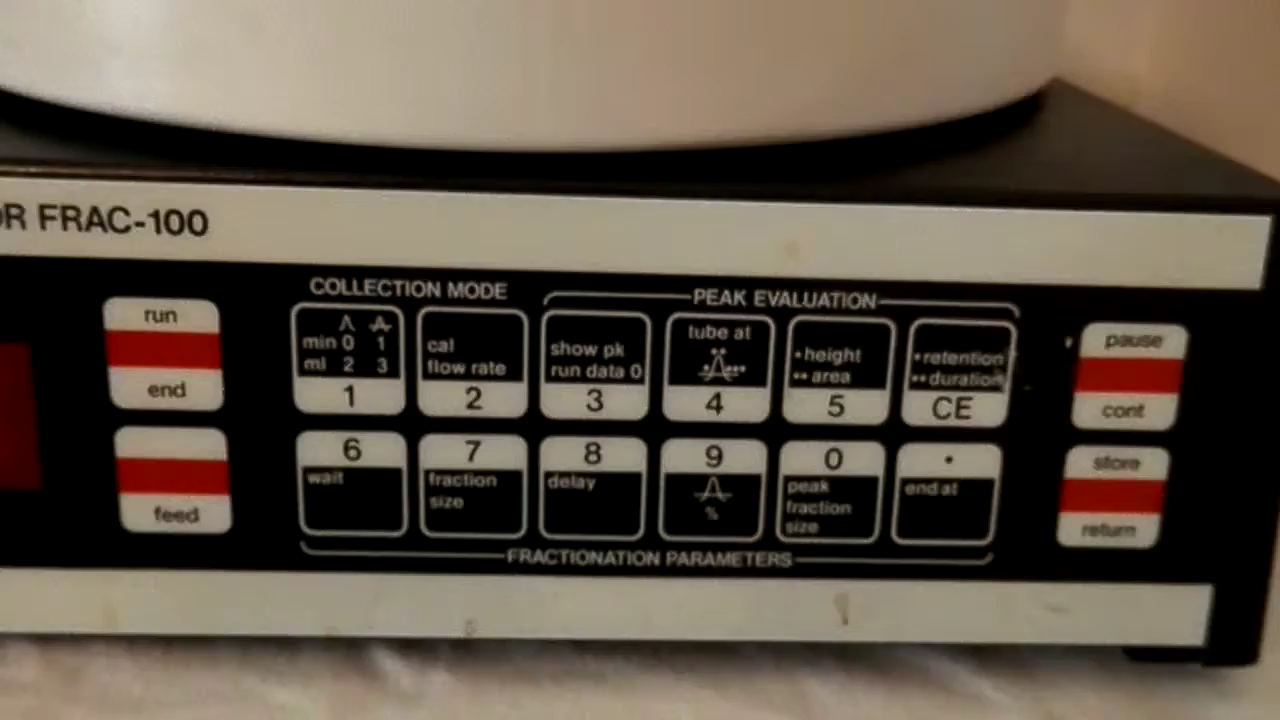 OR FRAC-100
COLLECTION MODE
PEAK EVALUATION
run
end
min 0 1
ml 2 3
1
cal
flow rate
2
show pk
run data 0
3
tube at
4
•height
••area
5
•retention
••duration
CE
pause
cont
feed
6
wait
7
fraction
size
8
delay
9
%
0
peak
fraction
size
•
end at
store
return
FRACTIONATION PARAMETERS